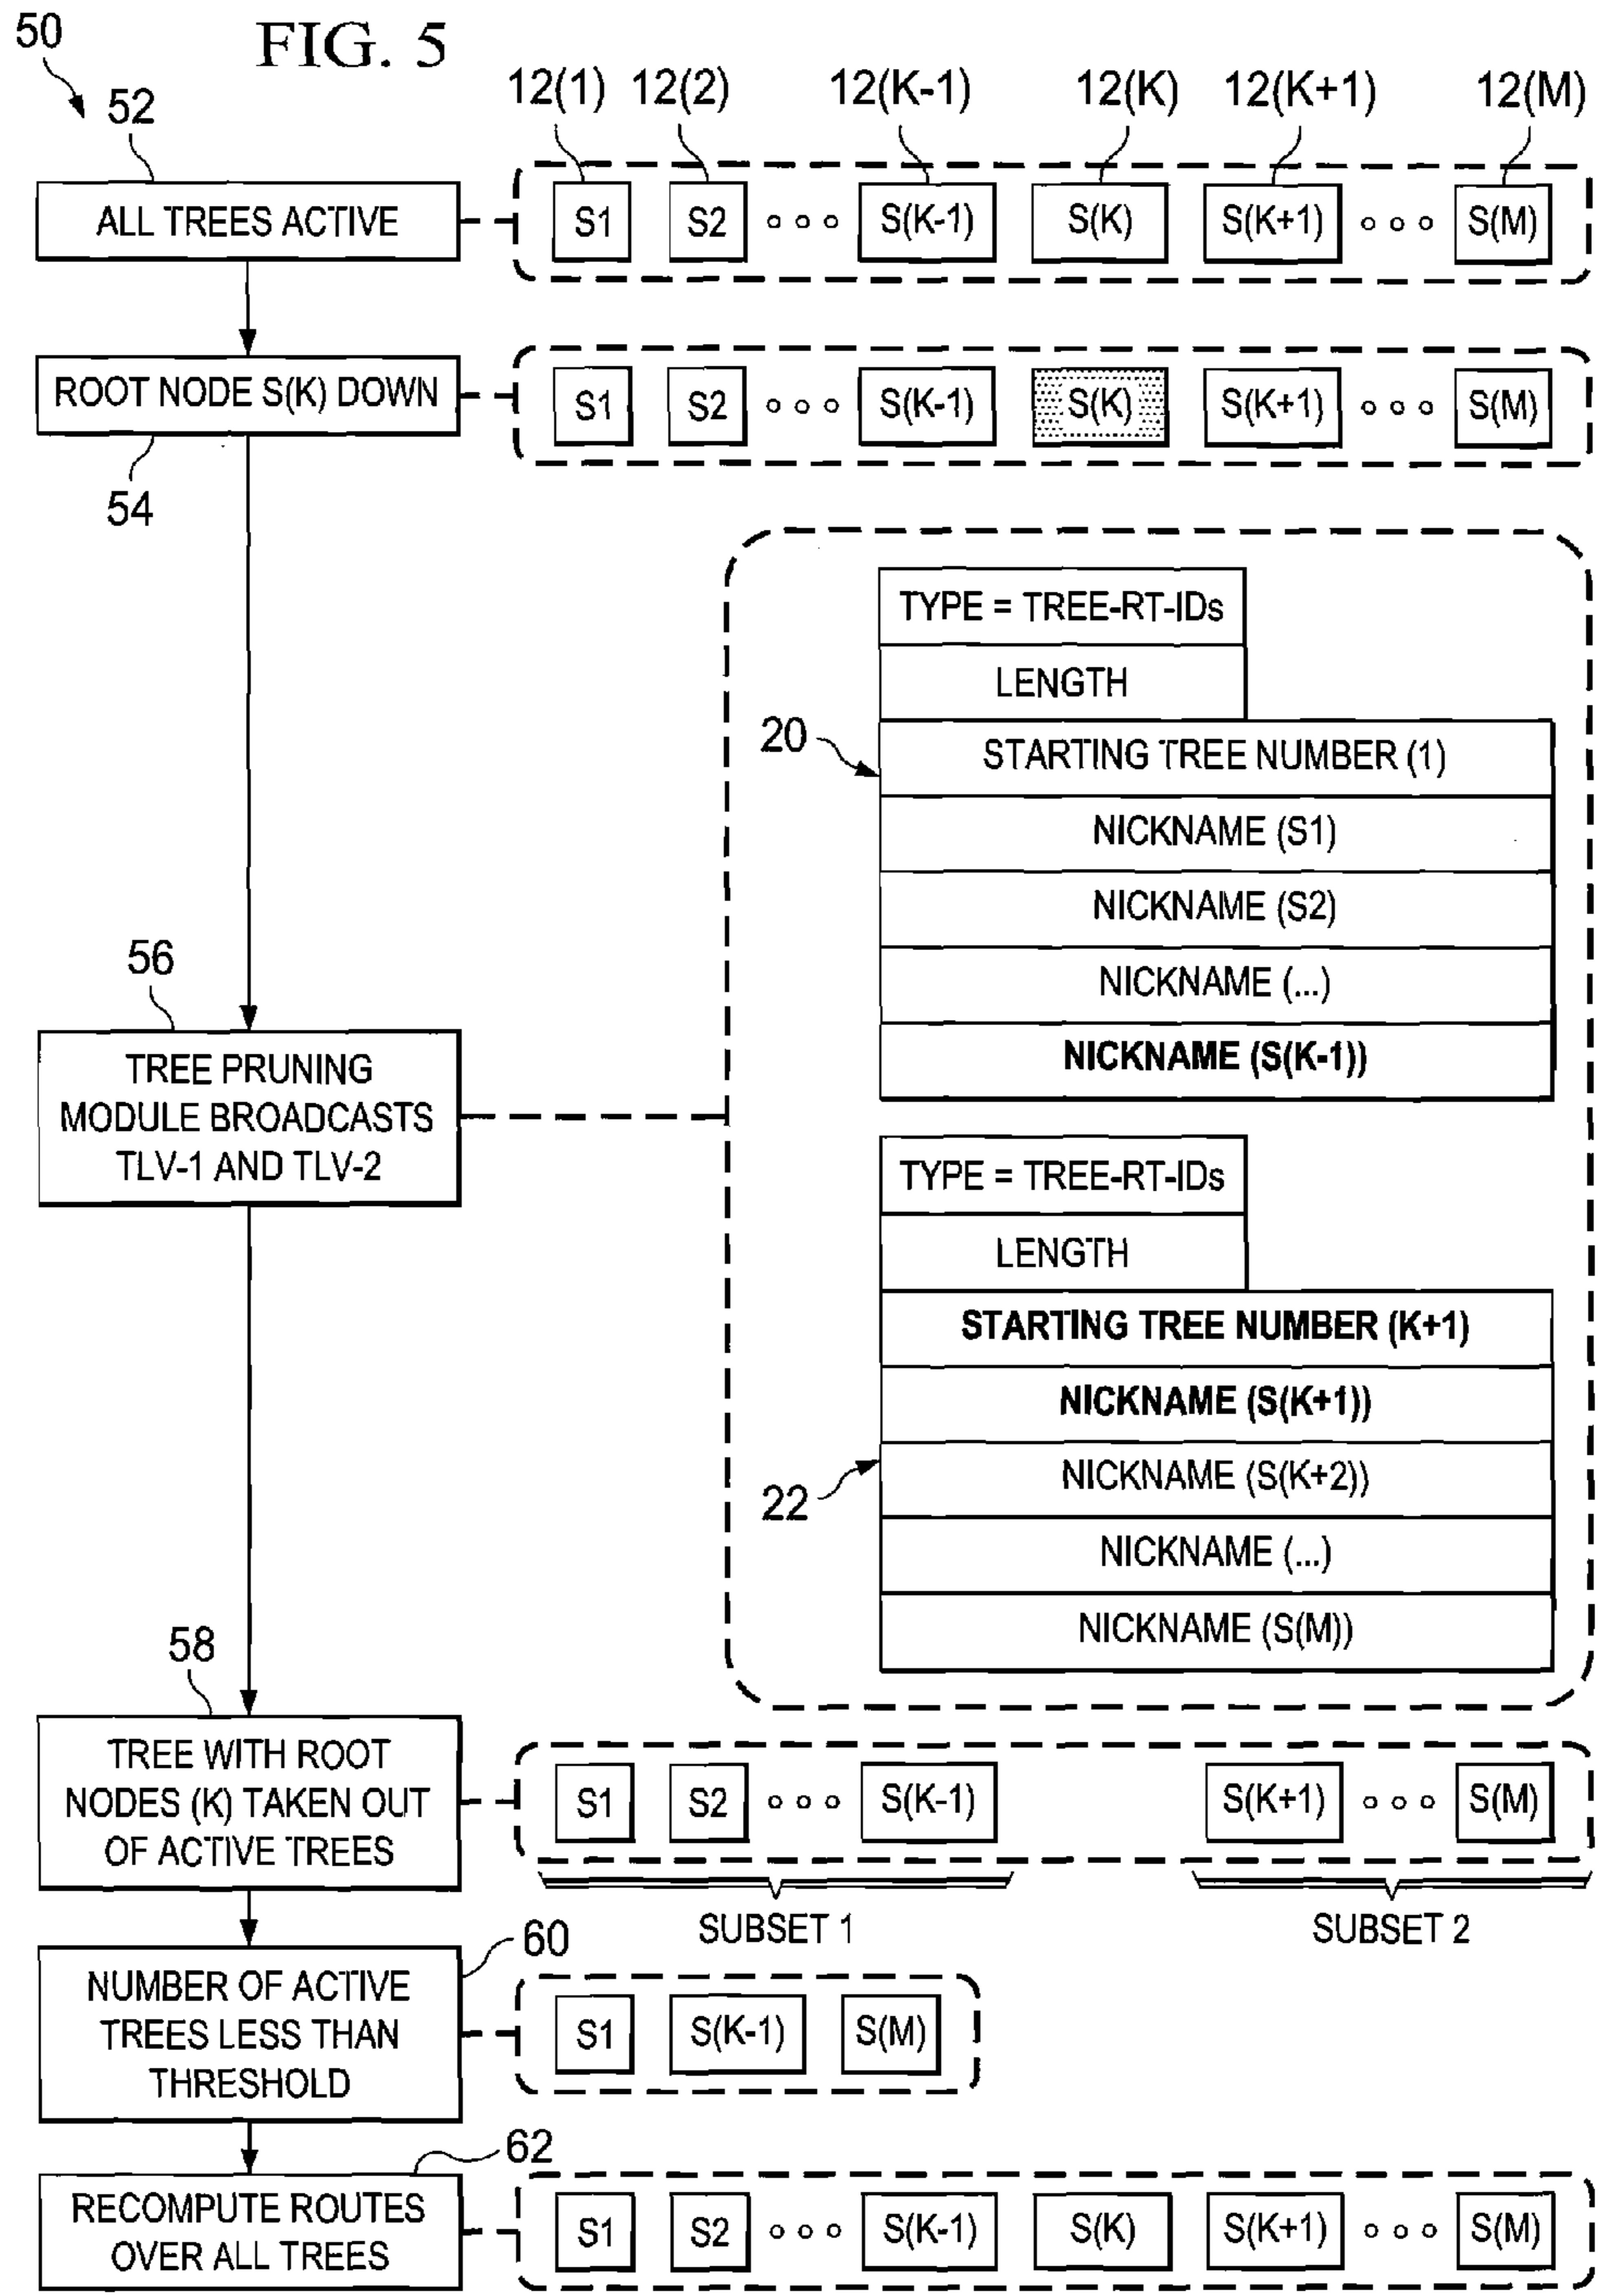 50
FIG. 5
12(1) 12(2) 12(K-1) 12(K) 12(K+1) 12(M)
52
ALL TREES ACTIVE
S1 S2 S(K-1) S(K) S(K+1) S(M)
ROOT NODE S(K) DOWN
S1 S2 S(K-1) S(K) S(K+1) S(M)
54
TYPE = TREE-RT-IDs
LENGTH
20
STARTING TREE NUMBER (1)
NICKNAME (S1)
NICKNAME (S2)
NICKNAME (...)
NICKNAME (S(K-1))
56
TREE PRUNING
MODULE BROADCASTS
TLV-1 AND TLV-2
TYPE = TREE-RT-IDs
LENGTH
STARTING TREE NUMBER (K+1)
NICKNAME (S(K+1))
22
NICKNAME (S(K+2))
NICKNAME (...)
NICKNAME (S(M))
58
TREE WITH ROOT
NODES (K) TAKEN OUT
OF ACTIVE TREES
S1 S2 S(K-1) S(K+1) S(M)
SUBSET 1 SUBSET 2
60
NUMBER OF ACTIVE
TREES LESS THAN
THRESHOLD
S1 S(K-1) S(M)
62
RECOMPUTE ROUTES
OVER ALL TREES
S1 S2 S(K-1) S(K) S(K+1) S(M)